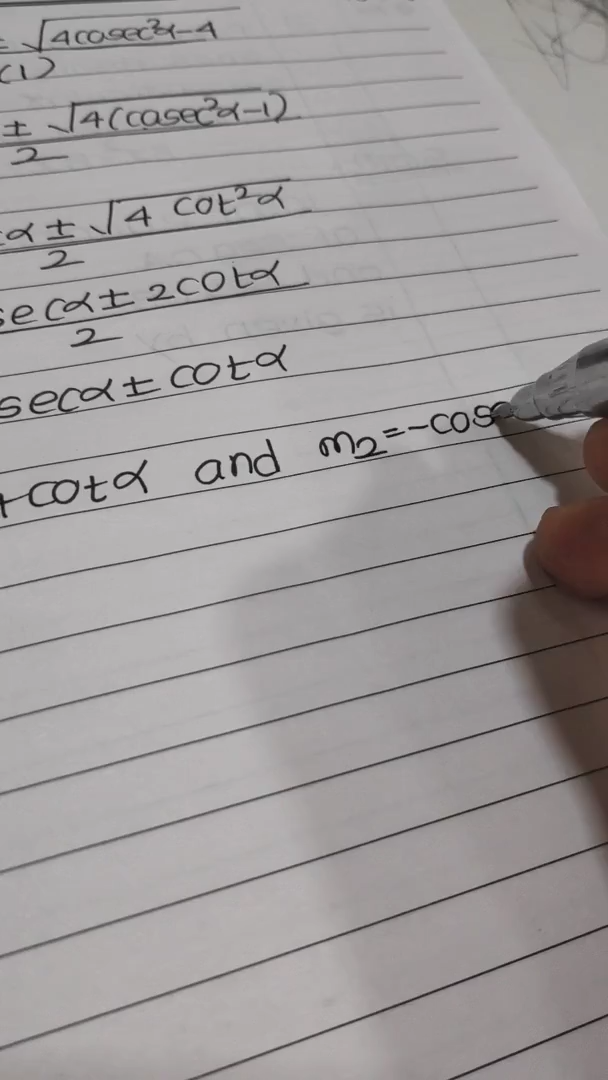 = √4cosec²α-4
(1)
± √4(cosec²α-1)
2
α ± √4 cot²α
2
secα ± 2cotα
2
secα ± cotα
+cotα and m₂=-cos